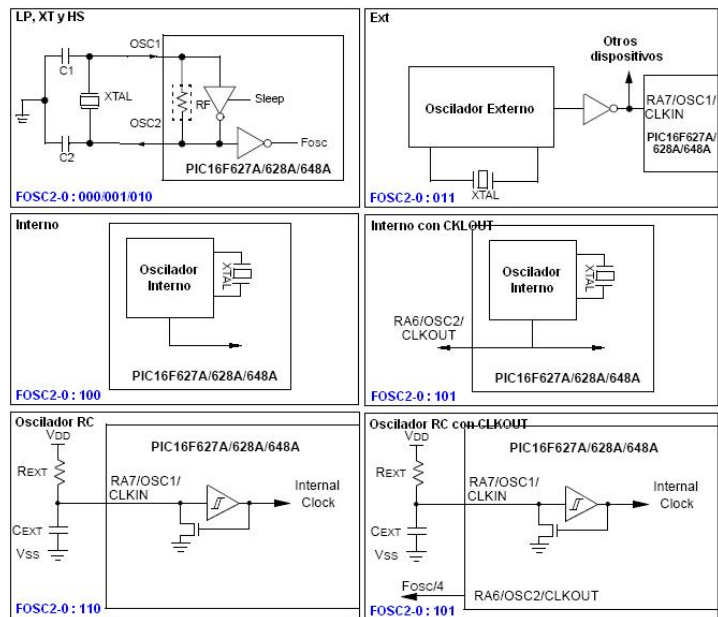 LP, XT y HS
OSC1
C1
XTAL
RF
Sleep
OSC2
C2
Fosc
PIC16F627A/628A/648A
FOSC2-0 : 000/001/010
Ext
Otros
dispositivos
Oscilador Externo
RA7/OSC1/
CLKIN
PIC16F627A/
628A/648A
XTAL
FOSC2-0 : 011
Interno
Oscilador
Interno
XTAL
PIC16F627A/628A/648A
FOSC2-0 : 100
Interno con CKLOUT
Oscilador
Interno
XTAL
RA6/OSC2/
CLKOUT
PIC16F627A/628A/648A
FOSC2-0 : 101
Oscilador RC
VDD
PIC16F627A/628A/648A
REXT
RA7/OSC1/
CLKIN
Internal
Clock
CEXT
VSS
FOSC2-0 : 110
Oscilador RC con CLKOUT
VDD
PIC16F627A/628A/648A
REXT
RA7/OSC1/
CLKIN
Internal
Clock
CEXT
VSS
Fosc/4
RA6/OSC2/CLKOUT
FOSC2-0 : 101